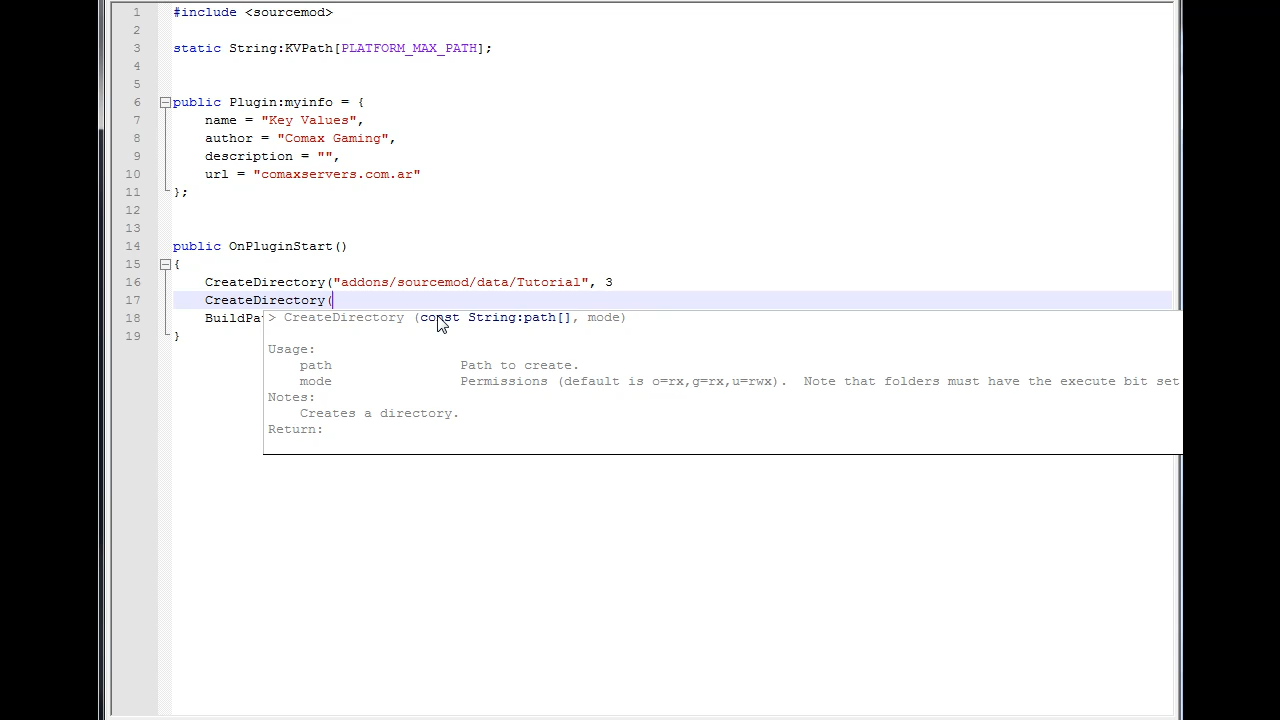 1 #include <sourcemod>
2
3 static String:KVPath[PLATFORM_MAX_PATH];
4
5
6 public Plugin:myinfo = {
7 name = "Key Values",
8 author = "Comax Gaming",
9 description = "",
10 url = "comaxservers.com.ar"
11 };
12
13
14 public OnPluginStart()
15 {
16 CreateDirectory("addons/sourcemod/data/Tutorial", 3
17 CreateDirectory(
18 BuildPa
> CreateDirectory (const String:path[], mode)
19 }
Usage:
path Path to create.
mode Permissions (default is o=rx,g=rx,u=rwx). Note that folders must have the execute bit set
Notes:
Creates a directory.
Return: